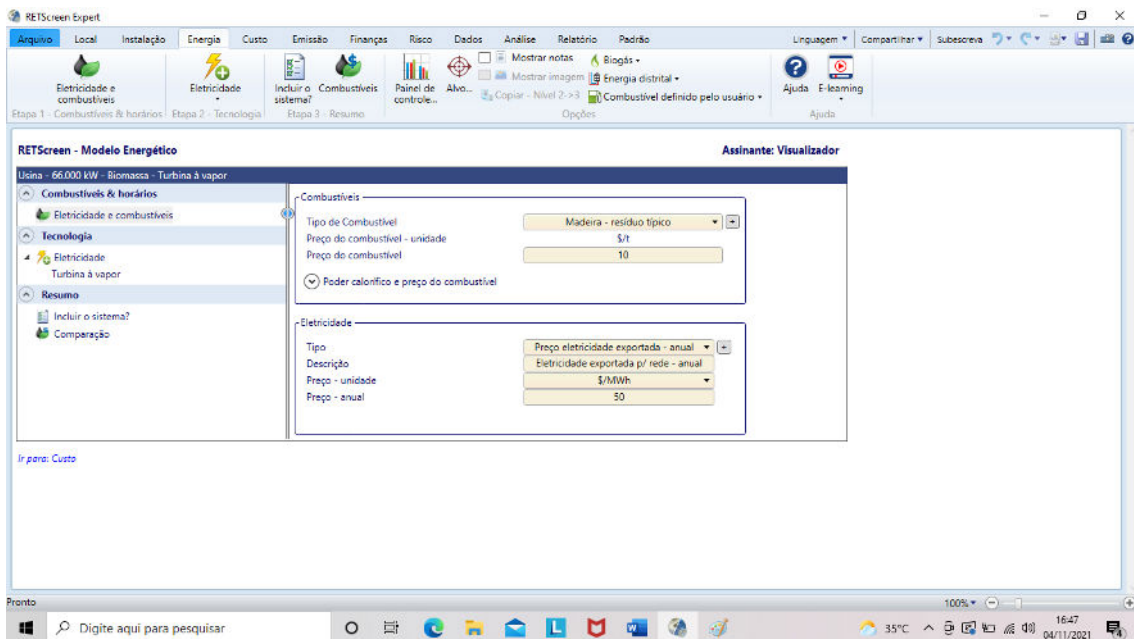 RETScreen Expert
Arquivo Local Instalação Energia Custo Emissão Finanças Risco Dados Análise Relatório Padrão Linguagem Compartilhar Subescreva
Eletricidade e combustíveis
Eletricidade
Incluir o sistema?
Combustíveis
Painel de controle...
Alvo...
Mostrar notas
Mostrar imagem
Copiar - Nível 2->3
Biogás
Energia distrital
Combustível definido pelo usuário
Ajuda
E-learning
Etapa 1 - Combustíveis & horários Etapa 2 - Tecnologia Etapa 3 - Resumo Opções Ajuda
RETScreen - Modelo Energético Assinante: Visualizador
Usina - 66.000 kW - Biomassa - Turbina à vapor
Combustíveis & horários
Eletricidade e combustíveis
Tecnologia
Eletricidade
Turbina à vapor
Resumo
Incluir o sistema?
Comparação
Combustíveis
Tipo de Combustível Madeira - resíduo típico
Preço do combustível - unidade $/t
Preço do combustível 10
Poder calorífico e preço do combustível
Eletricidade
Tipo Preço eletricidade exportada - anual
Descrição Eletricidade exportada p/ rede - anual
Preço - unidade $/MWh
Preço - anual 50
Ir para: Custo
Pronto 100%
Digite aqui para pesquisar
35°C
16:47
04/11/2021